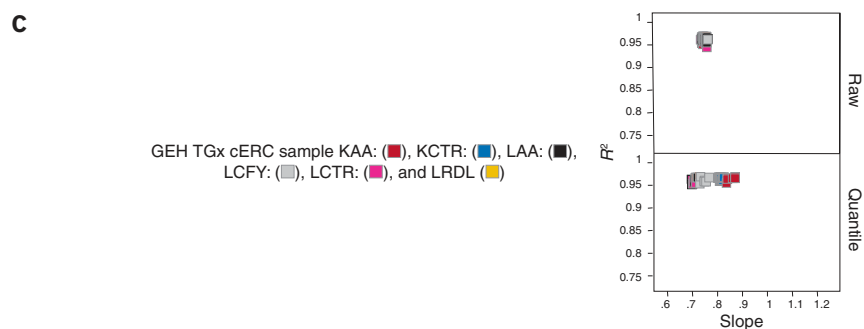 C
GEH TGx cERC sample KAA: (), KCTR: (), LAA: (),
LCFY: (), LCTR: (), and LRDL ()
R²
1
0.95
0.9
0.85
0.8
0.75
Raw
1
0.95
0.9
0.85
0.8
0.75
Quantile
.6 .7 .8 .9 1 1.1 1.2
Slope